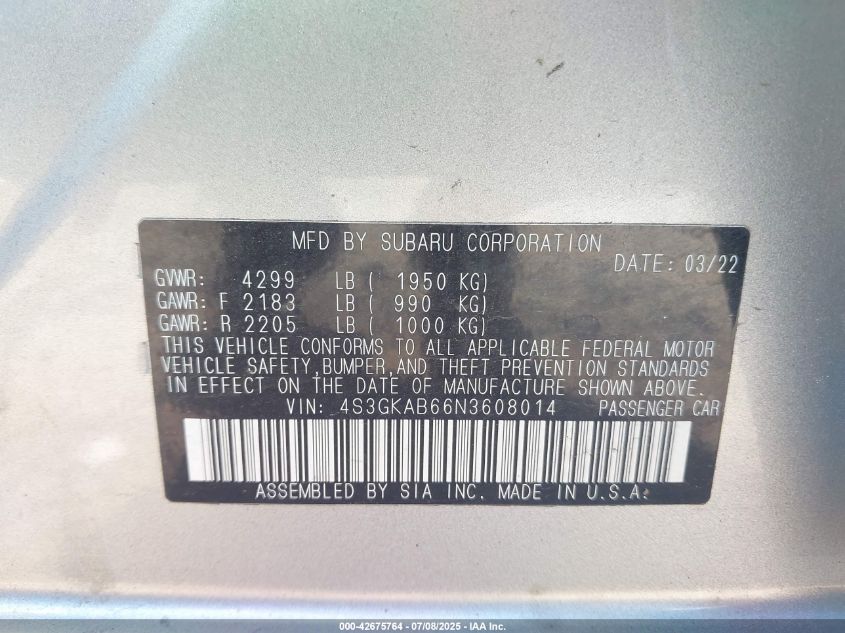 MFD BY SUBARU CORPORATION
DATE: 03/22
GVWR: 4299 LB ( 1950 KG)
GAWR: F 2183 LB ( 990 KG)
GAWR: R 2205 LB ( 1000 KG)
THIS VEHICLE CONFORMS TO ALL APPLICABLE FEDERAL MOTOR
VEHICLE SAFETY,BUMPER,AND THEFT PREVENTION STANDARDS
IN EFFECT ON THE DATE OF MANUFACTURE SHOWN ABOVE.
VIN: 4S3GKAB66N3608014 PASSENGER CAR
ASSEMBLED BY SIA INC. MADE IN U.S.A.
000-42675764 - 07/08/2025 - IAA Inc.